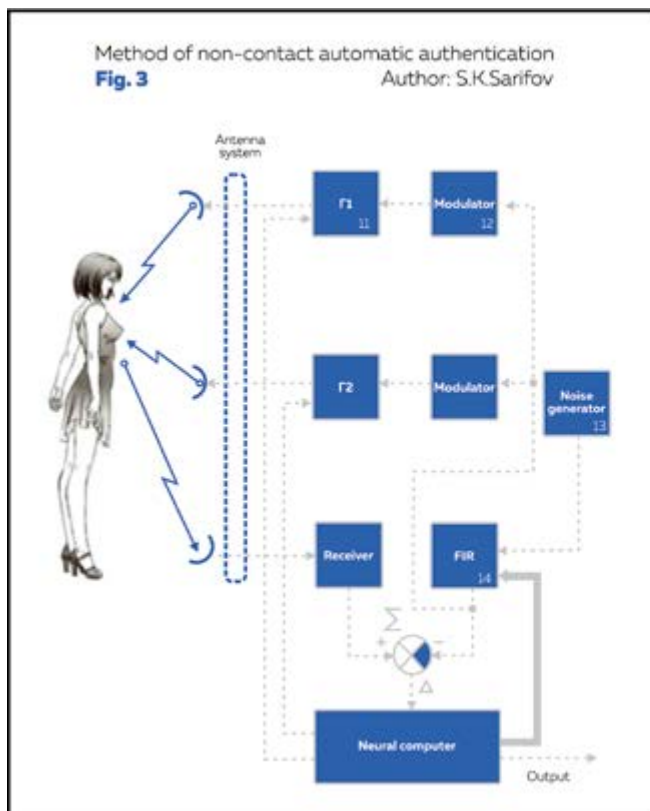 Method of non-contact automatic authentication
Fig. 3 Author: S.K.Sarifov
Antenna
system
Г1
11
Modulator
12
Г2
Modulator
Noise
generator
13
Receiver
FIR
14
Σ
+ −
Δ
Neural computer
Output